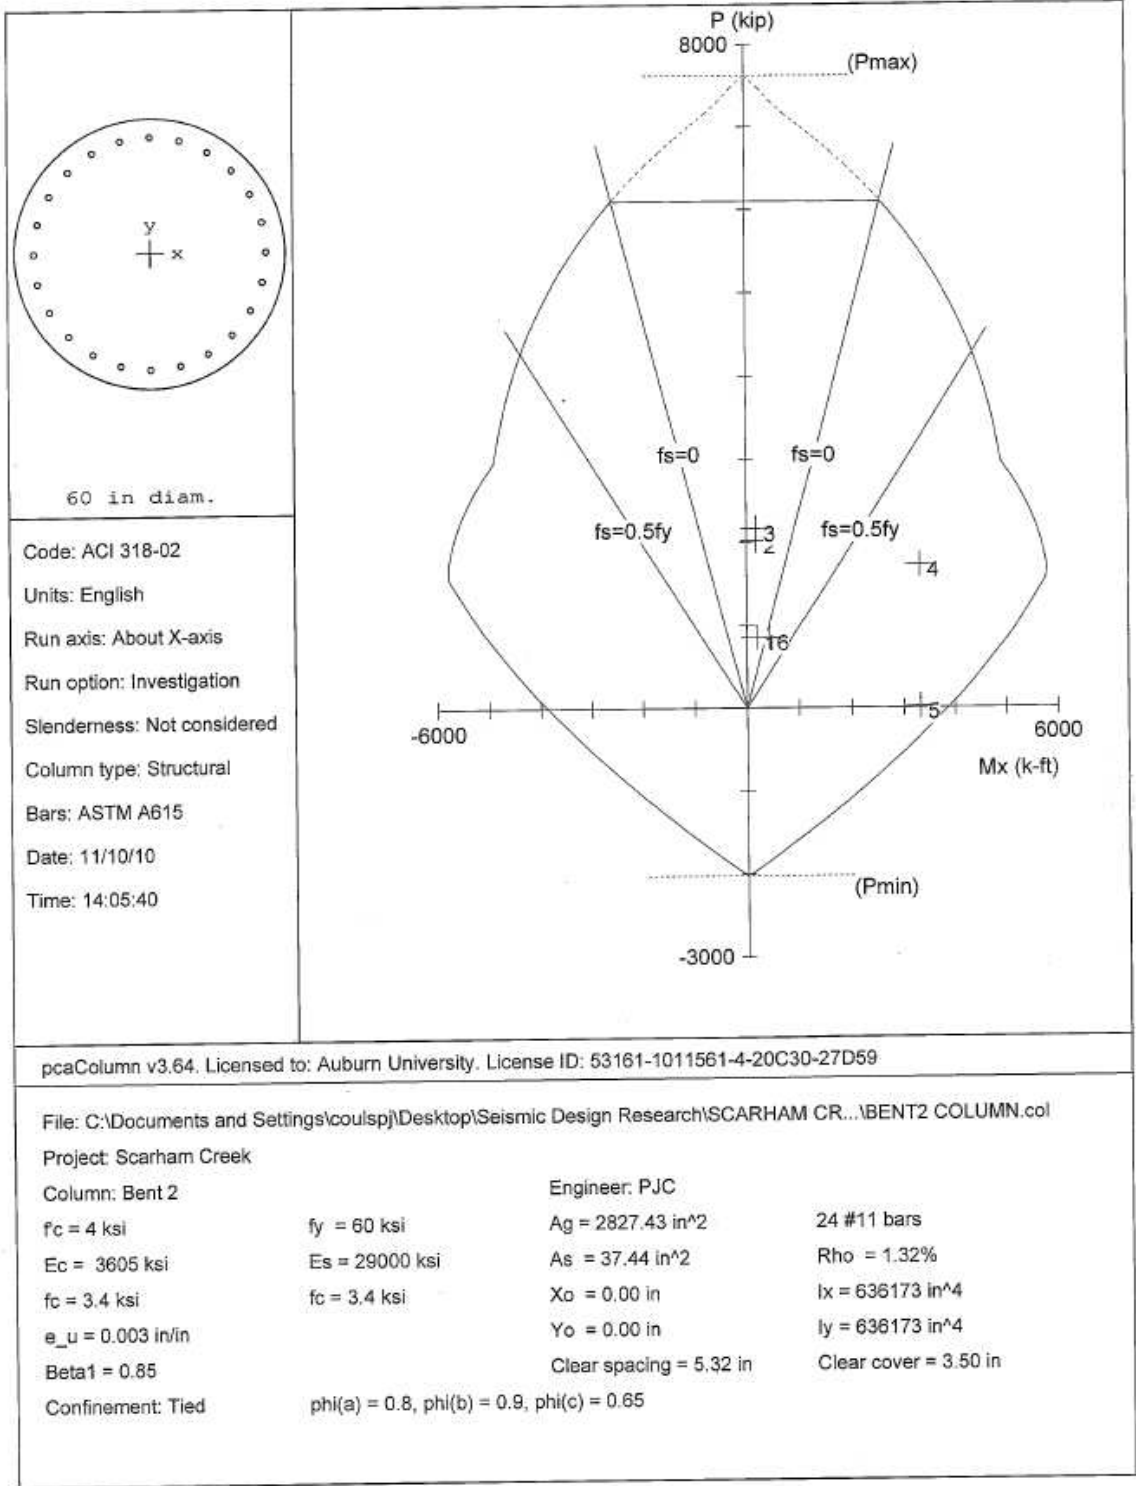 P (kip)
8000
(Pmax)
y
x
fs=0
fs=0
60 in diam.
fs=0.5fy
3
2
fs=0.5fy
4
16
5
-6000
6000
Mx (k-ft)
(Pmin)
-3000
Code: ACI 318-02
Units: English
Run axis: About X-axis
Run option: Investigation
Slenderness: Not considered
Column type: Structural
Bars: ASTM A615
Date: 11/10/10
Time: 14:05:40
pcaColumn v3.64. Licensed to: Auburn University. License ID: 53161-1011561-4-20C30-27D59
File: C:\Documents and Settings\coulspj\Desktop\Seismic Design Research\SCARHAM CR...\BENT2 COLUMN.col
Project: Scarham Creek
Column: Bent 2 Engineer: PJC
f'c = 4 ksi fy = 60 ksi Ag = 2827.43 in^2 24 #11 bars
Ec = 3605 ksi Es = 29000 ksi As = 37.44 in^2 Rho = 1.32%
fc = 3.4 ksi fc = 3.4 ksi Xo = 0.00 in Ix = 636173 in^4
e_u = 0.003 in/in Yo = 0.00 in Iy = 636173 in^4
Beta1 = 0.85 Clear spacing = 5.32 in Clear cover = 3.50 in
Confinement: Tied phi(a) = 0.8, phi(b) = 0.9, phi(c) = 0.65